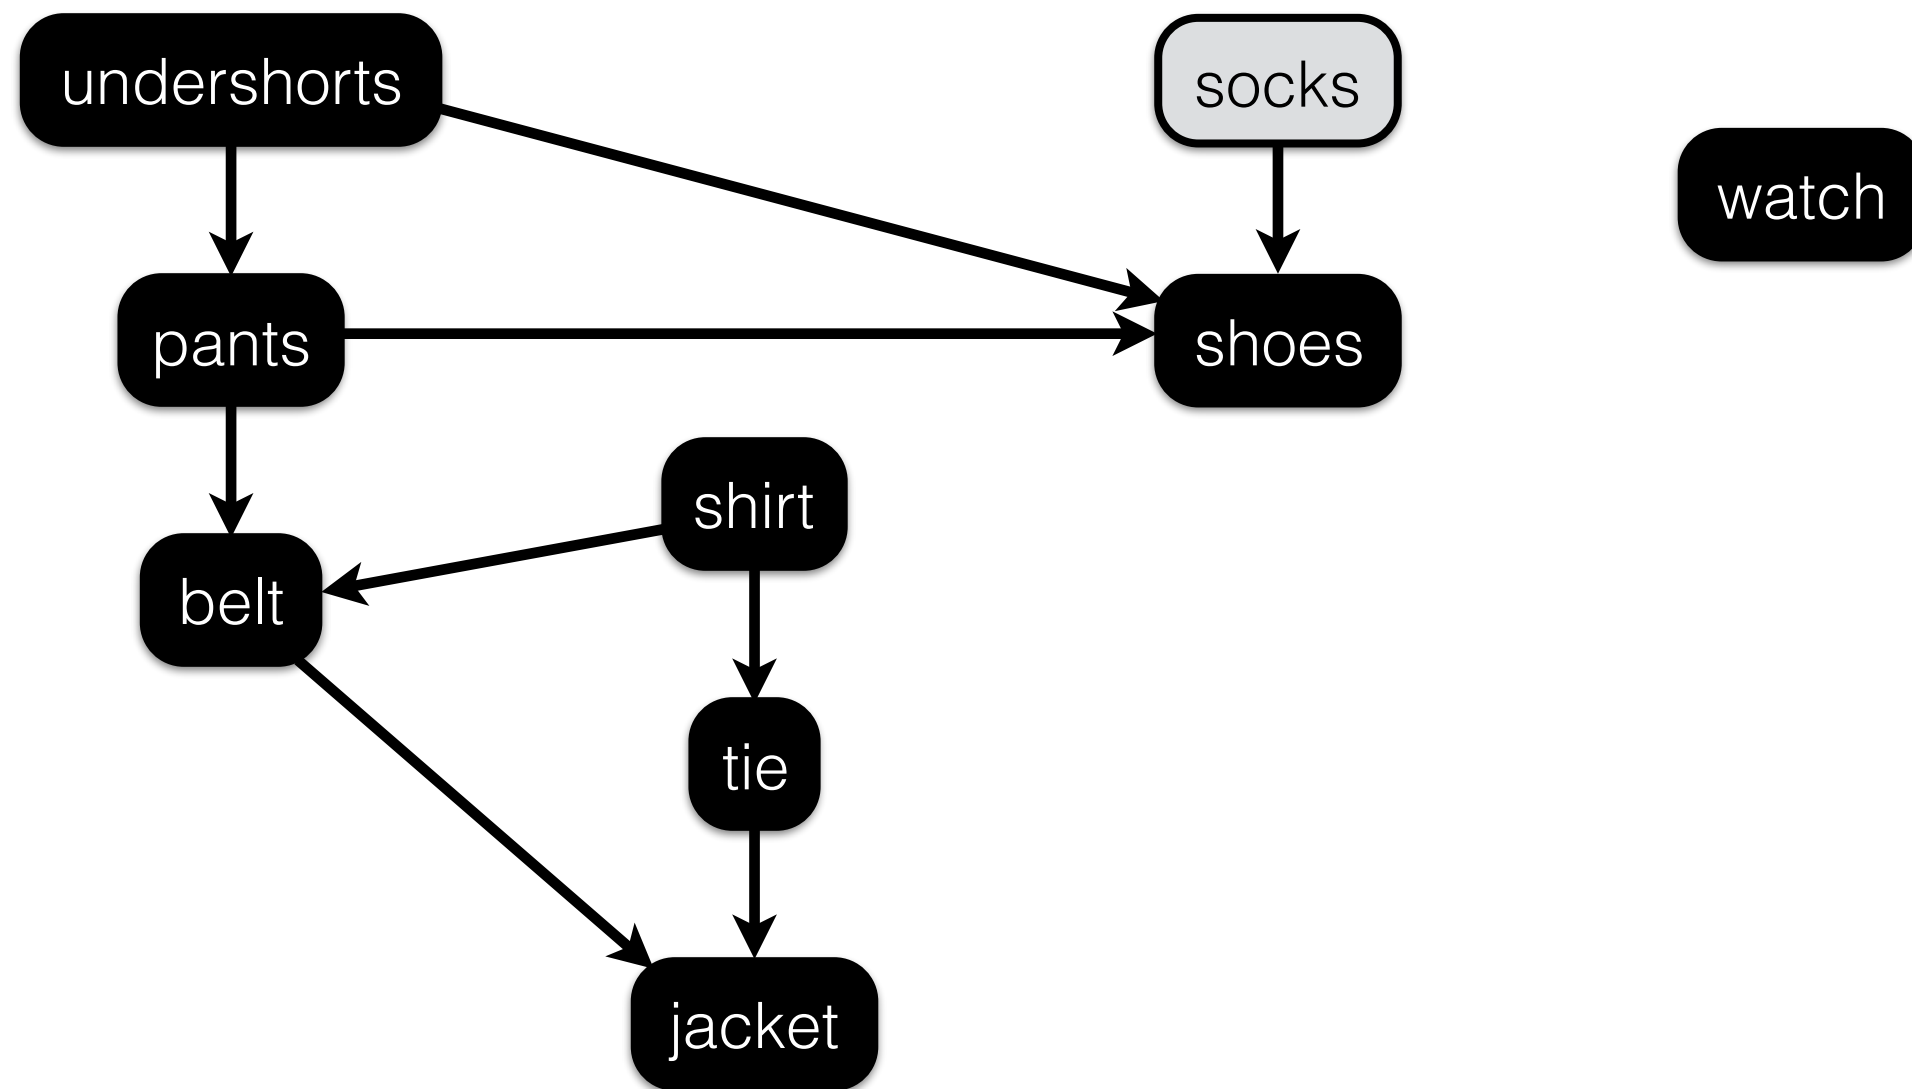 undershorts
socks
watch
pants
shoes
shirt
belt
tie
jacket